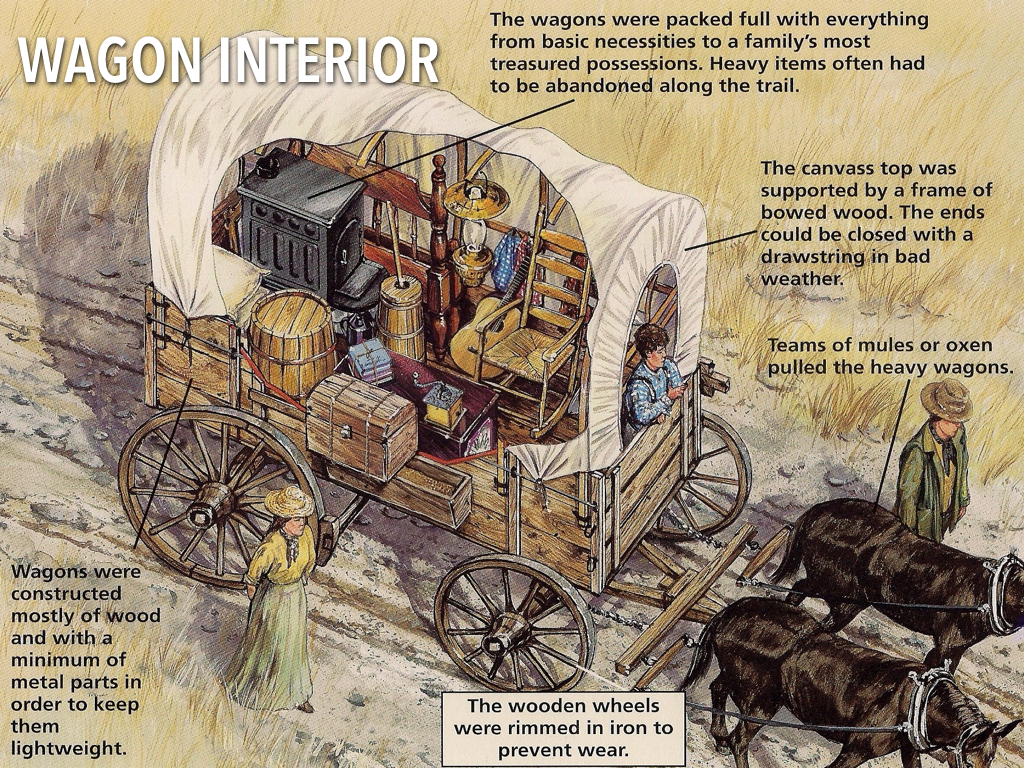 WAGON INTERIOR
The wagons were packed full with everything
from basic necessities to a family's most
treasured possessions. Heavy items often had
to be abandoned along the trail.
The canvass top was
supported by a frame of
bowed wood. The ends
could be closed with a
drawstring in bad
weather.
Teams of mules or oxen
pulled the heavy wagons.
Wagons were
constructed
mostly of wood
and with a
minimum of
metal parts in
order to keep
them
lightweight.
The wooden wheels
were rimmed in iron to
prevent wear.